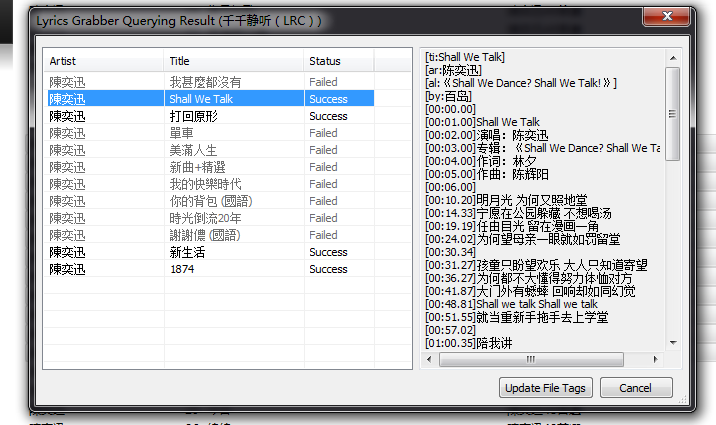 Lyrics Grabber Querying Result (千千静听（LRC）)
Artist Title Status
陳奕迅 我甚麼都沒有 Failed
陳奕迅 Shall We Talk Success
陳奕迅 打回原形 Success
陳奕迅 單車 Failed
陳奕迅 美滿人生 Failed
陳奕迅 新曲+精選 Failed
陳奕迅 我的快樂時代 Failed
陳奕迅 你的背包 (國語) Failed
陳奕迅 時光倒流20年 Failed
陳奕迅 謝謝儂 (國語) Failed
陳奕迅 新生活 Success
陳奕迅 1874 Success
[ti:Shall We Talk]
[ar:陈奕迅]
[al:《Shall We Dance? Shall We Talk!》]
[by:百岛]
[00:00.00]
[00:01.00]Shall We Talk
[00:02.00]演唱：陈奕迅
[00:03.00]专辑：《Shall We Dance? Shall We Ta
[00:04.00]作词：林夕
[00:05.00]作曲：陈辉阳
[00:06.00]
[00:10.20]明月光 为何又照地堂
[00:14.33]宁愿在公园躲藏 不想喝汤
[00:19.19]任由目光 留在漫画一角
[00:24.02]为何望母亲一眼就如罚留堂
[00:30.34]
[00:31.27]孩童只盼望欢乐 大人只知道寄望
[00:36.27]为何都不大懂得努力体恤对方
[00:41.87]大门外有蟋蟀 回响却如同幻觉
[00:48.81]Shall we talk Shall we talk
[00:51.55]就当重新手拖手去上学堂
[00:57.02]
[01:00.35]陪我讲
Update File Tags Cancel